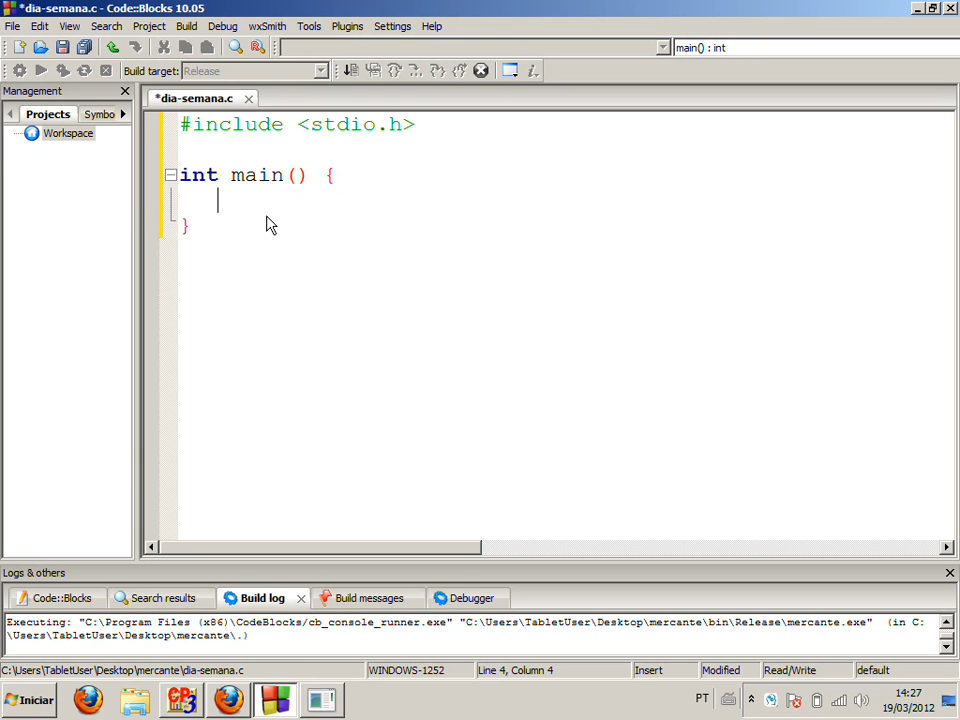 *dia-semana.c - Code::Blocks 10.05
File Edit View Search Project Build Debug wxSmith Tools Plugins Settings Help
main() : int
Build target: Release
Management
*dia-semana.c
Projects Symbo
Workspace
#include <stdio.h>
int main() {
}
Logs & others
Code::Blocks Search results Build log Build messages Debugger
Executing: "C:\Program Files (x86)\CodeBlocks/cb_console_runner.exe" "C:\Users\TabletUser\Desktop\mercante\bin\Release\mercante.exe" (in C:
\Users\TabletUser\Desktop\mercante\.)
C:\Users\TabletUser\Desktop\mercante\dia-semana.c WINDOWS-1252 Line 4, Column 4 Insert Modified Read/Write default
Iniciar PT 14:27
19/03/2012